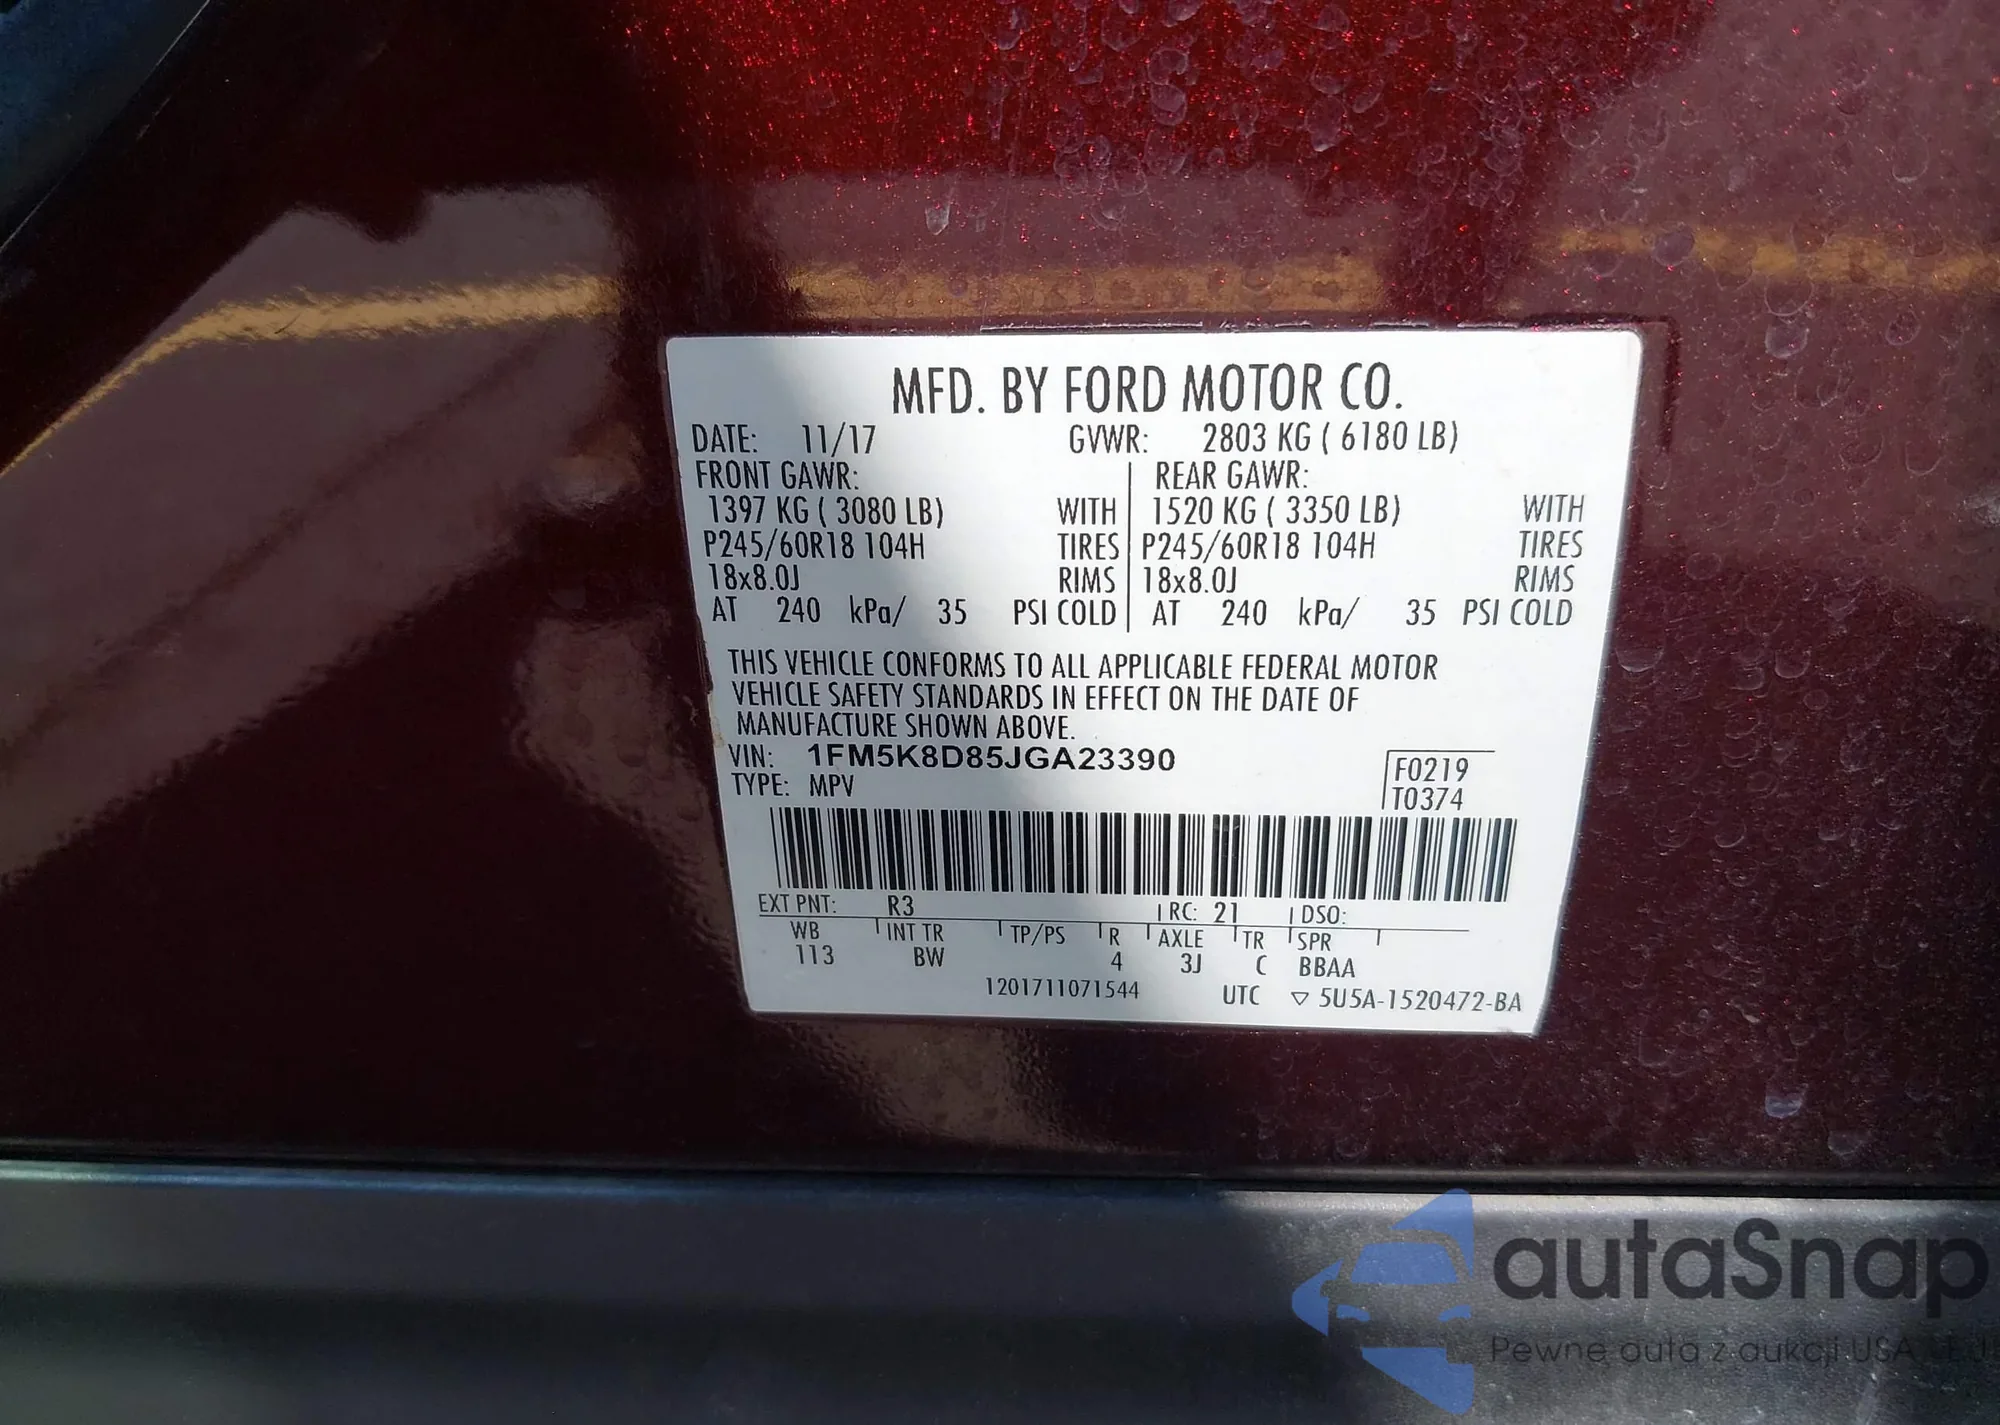 MFD. BY FORD MOTOR CO.
DATE: 11/17 GVWR: 2803 KG ( 6180 LB)
FRONT GAWR: REAR GAWR:
1397 KG ( 3080 LB) WITH 1520 KG ( 3350 LB) WITH
P245/60R18 104H TIRES P245/60R18 104H TIRES
18x8.0J RIMS 18x8.0J RIMS
AT 240 kPa/ 35 PSI COLD AT 240 kPa/ 35 PSI COLD
THIS VEHICLE CONFORMS TO ALL APPLICABLE FEDERAL MOTOR
VEHICLE SAFETY STANDARDS IN EFFECT ON THE DATE OF
MANUFACTURE SHOWN ABOVE.
VIN: 1FM5K8D85JGA23390
TYPE: MPV
F0219
T0374
EXT PNT: R3 RC: 21 DSO:
WB INT TR TP/PS R AXLE TR SPR
113 BW 4 3J C BBAA
1201711071544 UTC ▽ 5U5A-1520472-BA
autaSnap
Pewne auta z aukcji USA